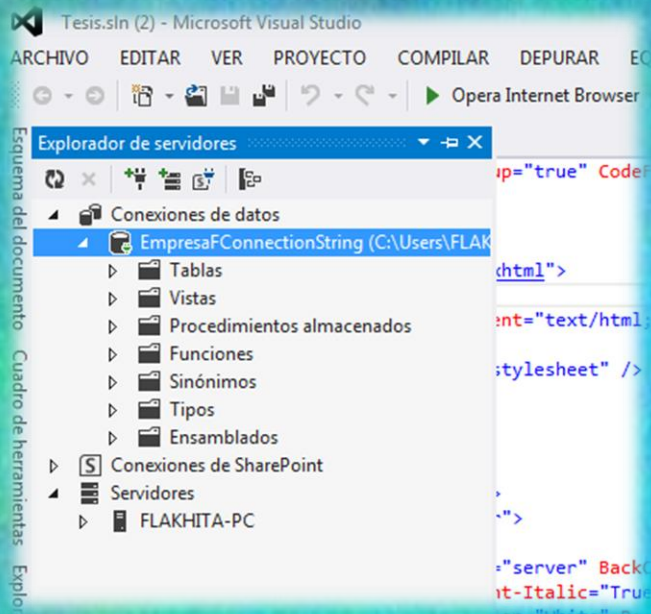 Tesis.sln (2) - Microsoft Visual Studio
ARCHIVO EDITAR VER PROYECTO COMPILAR DEPURAR
Opera Internet Browser
Explorador de servidores
Conexiones de datos
EmpresaFConnectionString (C:\Users\FLAK
Tablas
Vistas
Procedimientos almacenados
Funciones
Sinónimos
Tipos
Ensamblados
Conexiones de SharePoint
Servidores
FLAKHITA-PC
Esquema del documento
Cuadro de herramientas
Explo
up="true" CodeF
xhtml">
ent="text/html;
stylesheet" />
>
">
="server" Back
nt-Italic="True